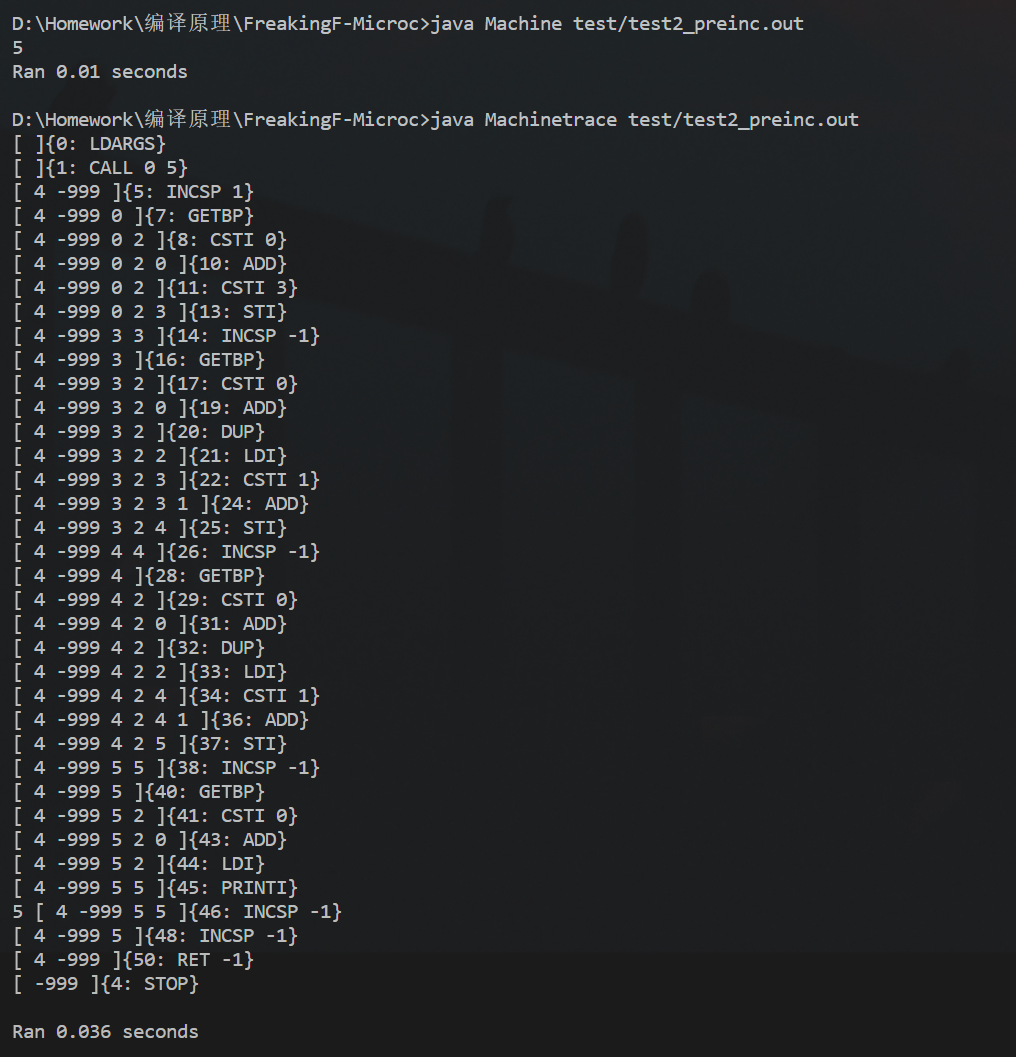 D:\Homework\编译原理\FreakingF-Microc>java Machine test/test2_preinc.out
5
Ran 0.01 seconds
D:\Homework\编译原理\FreakingF-Microc>java Machinetrace test/test2_preinc.out
[ ]{0: LDARGS}
[ ]{1: CALL 0 5}
[ 4 -999 ]{5: INCSP 1}
[ 4 -999 0 ]{7: GETBP}
[ 4 -999 0 2 ]{8: CSTI 0}
[ 4 -999 0 2 0 ]{10: ADD}
[ 4 -999 0 2 ]{11: CSTI 3}
[ 4 -999 0 2 3 ]{13: STI}
[ 4 -999 3 3 ]{14: INCSP -1}
[ 4 -999 3 ]{16: GETBP}
[ 4 -999 3 2 ]{17: CSTI 0}
[ 4 -999 3 2 0 ]{19: ADD}
[ 4 -999 3 2 ]{20: DUP}
[ 4 -999 3 2 2 ]{21: LDI}
[ 4 -999 3 2 3 ]{22: CSTI 1}
[ 4 -999 3 2 3 1 ]{24: ADD}
[ 4 -999 3 2 4 ]{25: STI}
[ 4 -999 4 4 ]{26: INCSP -1}
[ 4 -999 4 ]{28: GETBP}
[ 4 -999 4 2 ]{29: CSTI 0}
[ 4 -999 4 2 0 ]{31: ADD}
[ 4 -999 4 2 ]{32: DUP}
[ 4 -999 4 2 2 ]{33: LDI}
[ 4 -999 4 2 4 ]{34: CSTI 1}
[ 4 -999 4 2 4 1 ]{36: ADD}
[ 4 -999 4 2 5 ]{37: STI}
[ 4 -999 5 5 ]{38: INCSP -1}
[ 4 -999 5 ]{40: GETBP}
[ 4 -999 5 2 ]{41: CSTI 0}
[ 4 -999 5 2 0 ]{43: ADD}
[ 4 -999 5 2 ]{44: LDI}
[ 4 -999 5 5 ]{45: PRINTI}
5 [ 4 -999 5 5 ]{46: INCSP -1}
[ 4 -999 5 ]{48: INCSP -1}
[ 4 -999 ]{50: RET -1}
[ -999 ]{4: STOP}
Ran 0.036 seconds